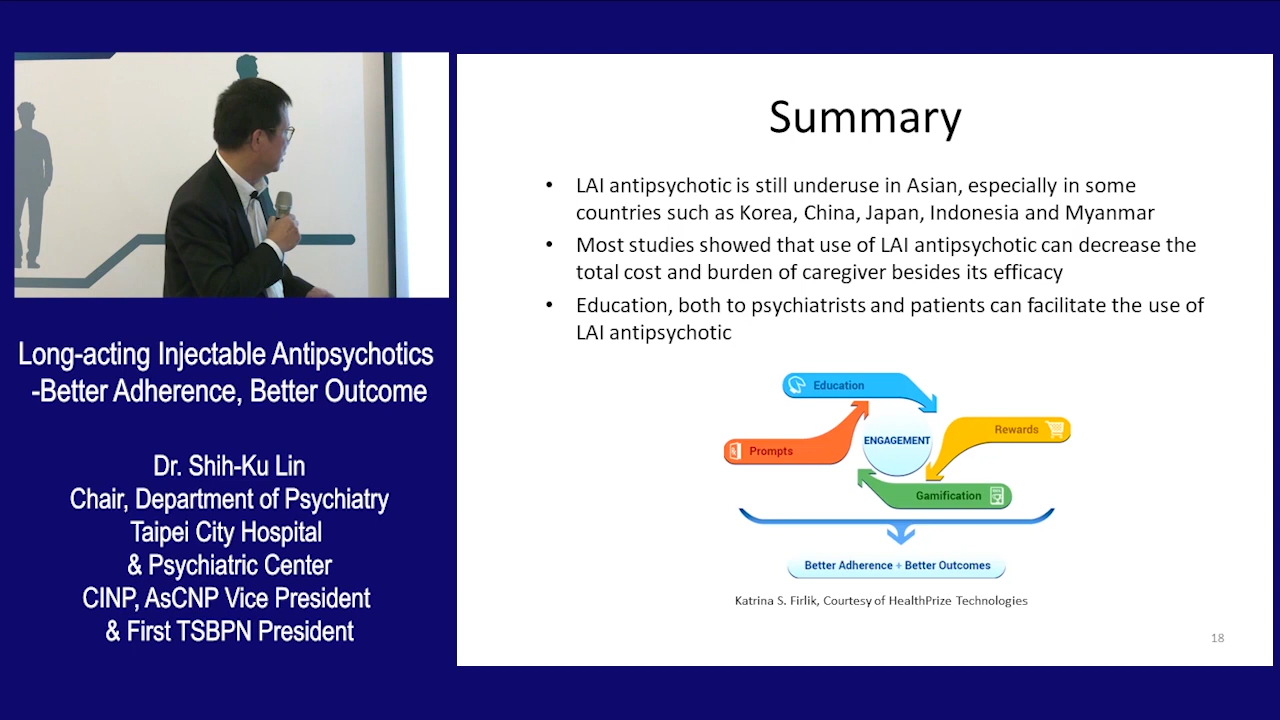 Long-acting Injectable Antipsychotics
-Better Adherence, Better Outcome
Dr. Shih-Ku Lin
Chair, Department of Psychiatry
Taipei City Hospital
& Psychiatric Center
CINP, AsCNP Vice President
& First TSBPN President
Summary
• LAI antipsychotic is still underuse in Asian, especially in some
countries such as Korea, China, Japan, Indonesia and Myanmar
• Most studies showed that use of LAI antipsychotic can decrease the
total cost and burden of caregiver besides its efficacy
• Education, both to psychiatrists and patients can facilitate the use of
LAI antipsychotic
Education
Rewards
ENGAGEMENT
Prompts
Gamification
Better Adherence + Better Outcomes
Katrina S. Firlik, Courtesy of HealthPrize Technologies
18